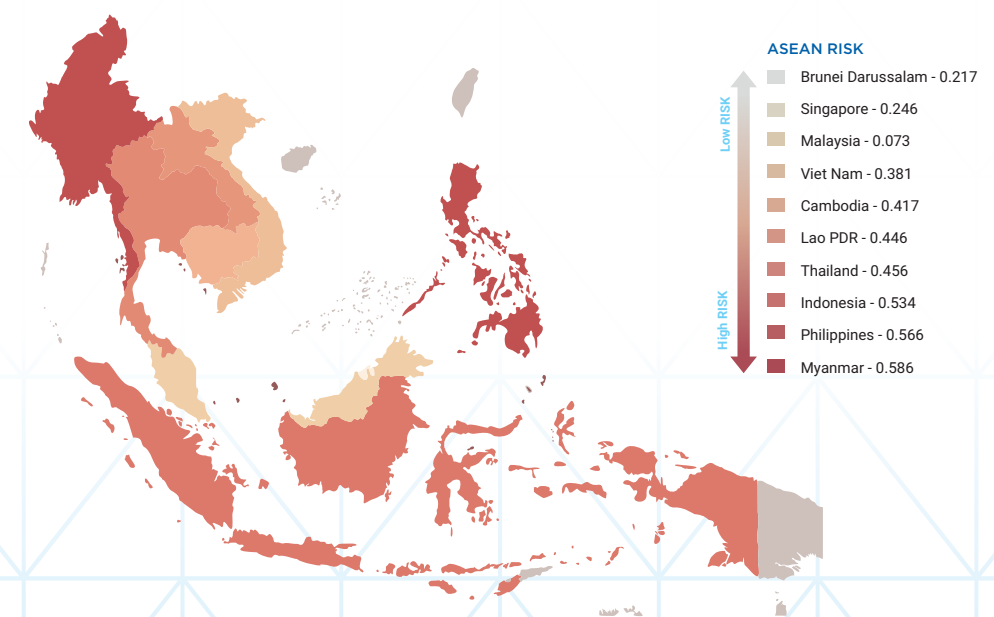 ASEAN RISK
Low RISK
High RISK
Brunei Darussalam - 0.217
Singapore - 0.246
Malaysia - 0.073
Viet Nam - 0.381
Cambodia - 0.417
Lao PDR - 0.446
Thailand - 0.456
Indonesia - 0.534
Philippines - 0.566
Myanmar - 0.586